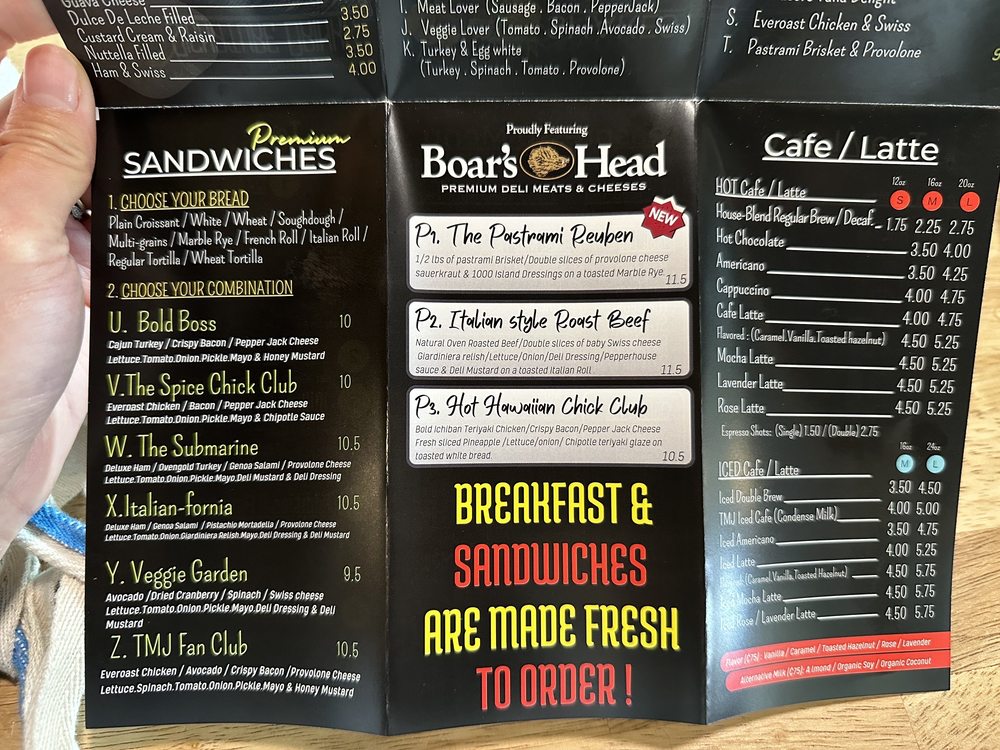 Guava Cheese
Dulce De Leche Filled 3.50
Custard Cream & Raisin 2.75
Nuttella Filled 3.50
Ham & Swiss 4.00
I. Meat Lover (Sausage . Bacon . PepperJack)
J. Veggie Lover (Tomato . Spinach .Avocado . Swiss)
K. Turkey & Egg white
(Turkey . Spinach . Tomato . Provolone)
Tuna Delight
S. Everoast Chicken & Swiss
T. Pastrami Brisket & Provolone
Premium
SANDWICHES
1. CHOOSE YOUR BREAD
Plain Croissant / White / Wheat / Soughdough /
Multi-grains / Marble Rye / French Roll / Italian Roll /
Regular Tortilla / Wheat Tortilla
2. CHOOSE YOUR COMBINATION
U. Bold Boss 10
Cajun Turkey / Crispy Bacon / Pepper Jack Cheese
Lettuce.Tomato.Onion.Pickle.Mayo & Honey Mustard
V.The Spice Chick Club 10
Everoast Chicken / Bacon / Pepper Jack Cheese
Lettuce.Tomato.Onion.Pickle.Mayo & Chipotle Sauce
W. The Submarine 10.5
Deluxe Ham / Ovengold Turkey / Genoa Salami / Provolone Cheese
Lettuce.Tomato.Onion.Pickle.Mayo.Deli Mustard & Deli Dressing
X.Italian-fornia 10.5
Deluxe Ham / Genoa Salami / Pistachio Mortadella / Provolone Cheese
Lettuce.Tomato.Onion.Giardiniera Relish.Mayo.Deli Dressing & Deli Mustard
Y. Veggie Garden 9.5
Avocado /Dried Cranberry / Spinach / Swiss cheese
Lettuce.Tomato.Onion.Pickle.Mayo.Deli Dressing & Deli
Mustard
Z. TMJ Fan Club 10.5
Everoast Chicken / Avocado / Crispy Bacon /Provolone Cheese
Lettuce.Spinach.Tomato.Onion.Pickle.Mayo & Honey Mustard
Proudly Featuring
Boar's Head
PREMIUM DELI MEATS & CHEESES
NEW
P1. The Pastrami Reuben
1/2 lbs of pastrami Brisket/Double slices of provolone cheese
sauerkraut & 1000 Island Dressings on a toasted Marble Rye. 11.5
P2. Italian style Roast Beef
Natural Oven Roasted Beef/Double slices of baby Swiss cheese
Giardiniera relish/Lettuce/Onion/Deli Dressing/Pepperhouse
sauce & Deli Mustard on a toasted Italian Roll . 11.5
P3. Hot Hawaiian Chick Club
Bold Ichiban Teriyaki Chicken/Crispy Bacon/Pepper Jack Cheese
Fresh sliced Pineapple /Lettuce/onion/ Chipotle teriyaki glaze on
toasted white bread. 10.5
BREAKFAST &
SANDWICHES
ARE MADE FRESH
TO ORDER !
Cafe / Latte
HOT Cafe / Latte 12oz 16oz 20oz
S M L
House-Blend Regular Brew / Decaf. 1.75 2.25 2.75
Hot Chocolate 3.50 4.00
Americano 3.50 4.25
Cappuccino 4.00 4.75
Cafe Latte 4.00 4.75
Flavored : (Caramel.Vanilla.Toasted hazelnut) 4.50 5.25
Mocha Latte 4.50 5.25
Lavender Latte 4.50 5.25
Rose Latte 4.50 5.25
Espresso Shots: (Single) 1.50 / (Double) 2.75
16oz 24oz
ICED Cafe / Latte M L
Iced Double Brew 3.50 4.50
TMJ Iced Cafe (Condense Milk) 4.00 5.00
Iced Americano 3.50 4.75
Iced Latte 4.00 5.25
(Caramel.Vanilla.Toasted Hazelnut) 4.50 5.75
Mocha Latte 4.50 5.75
Rose / Lavender Latte 4.50 5.75
Flavor (C75): Vanilla / Caramel / Toasted Hazelnut / Rose / Lavender
Alternative Milk (C75): Almond / Organic Soy / Organic Coconut